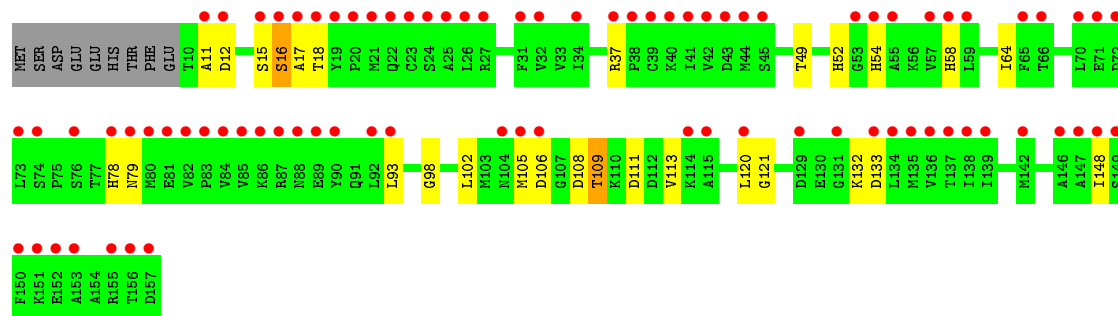 MET SER ASP GLU GLU HIS THR PHE GLU T10 A11 D12 S15 S16 A17 T18 Y19 P20 M21 Q22 C23 S24 A25 L26 R27 F31 V32 V33 I34 R37 P38 C39 K40 I41 V42 D43 M44 S45 T49 H52 G53 H54 A55 K56 V57 H58 L59 I64 F65 T66 L70 E71 D72
L73 S74 P75 S76 T77 H78 N79 M80 E81 V82 P83 V84 V85 K86 R87 N88 E89 Y90 Q91 L92 L93 G98 L102 M103 N104 M105 D106 G107 D108 T109 K110 D111 D112 V113 K114 A115 L120 G121 D129 E130 G131 K132 D133 L134 M135 V136 T137 I138 I139 M142 A146 A147 I148 S149
F150 K151 E152 A153 A154 R155 T156 D157